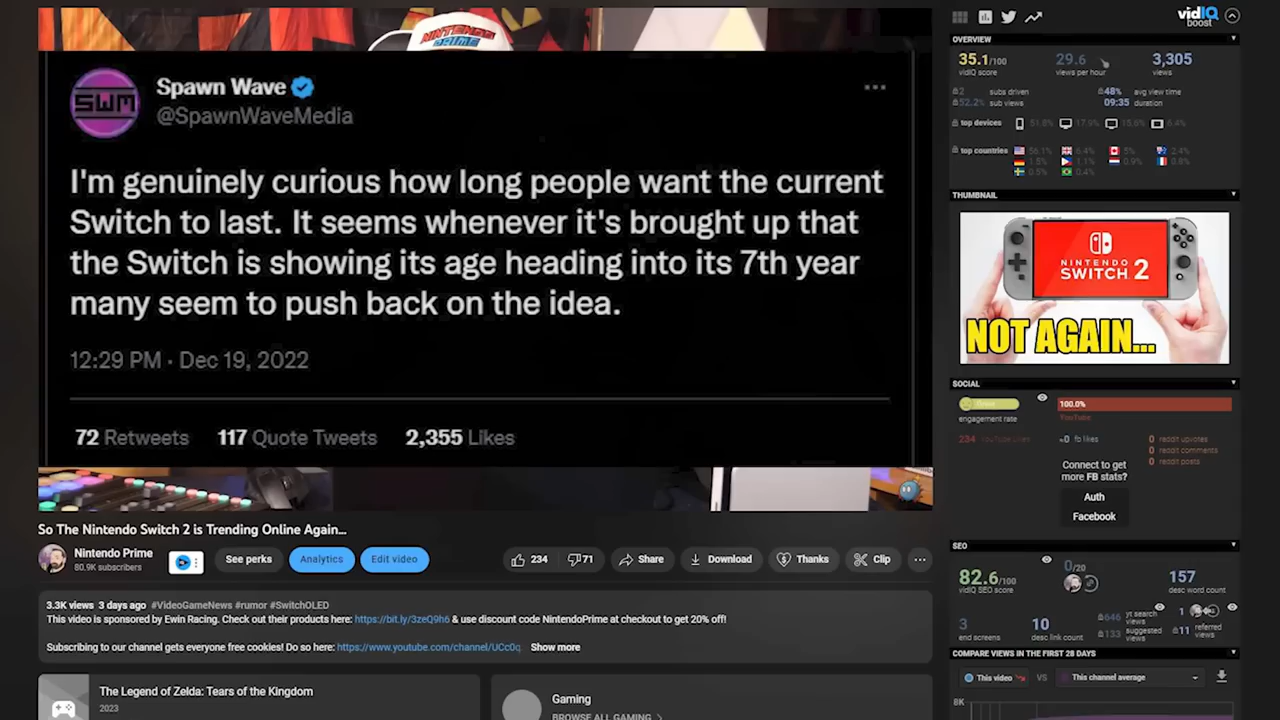 NINTENDO
PRIME
SWM
Spawn Wave
@SpawnWaveMedia
I'm genuinely curious how long people want the current
Switch to last. It seems whenever it's brought up that
the Switch is showing its age heading into its 7th year
many seem to push back on the idea.
12:29 PM · Dec 19, 2022
72 Retweets 117 Quote Tweets 2,355 Likes
So The Nintendo Switch 2 is Trending Online Again...
Nintendo Prime
80.9K subscribers
See perks
Analytics
Edit video
234
71
Share
Download
Thanks
Clip
3.3K views 3 days ago #VideoGameNews #rumor #SwitchOLED
This video is sponsored by Ewin Racing. Check out their products here: https://bit.ly/3zeQ9h6 & use discount code NintendoPrime at checkout to get 20% off!
Subscribing to our channel gets everyone free cookies! Do so here: https://www.youtube.com/channel/UCc0q Show more
The Legend of Zelda: Tears of the Kingdom
2023
Gaming
BROWSE ALL GAMING
vidIQ
boost
OVERVIEW
35.1/100 29.6 3,305
vidIQ score views per hour views
2 subs driven 48% avg view time
52.2% sub views 09:35 duration
top devices 51.8% 17.9% 15.8% 6.4%
top countries 56.1% 6.4% 5% 2.4%
1.5% 1.1% 0.9% 0.8%
0.5% 0.4%
THUMBNAIL
NINTENDO
SWITCH 2
NOT AGAIN...
SOCIAL
100.0%
engagement rate YouTube
234 YouTube likes
0 fb likes
0 reddit upvotes
0 reddit comments
0 reddit posts
Connect to get
more FB stats?
Auth
Facebook
SEO
82.6/100 0/20 157
vidIQ SEO score desc word count
3 10
end screens desc link count
646 yt search views
133 suggested views
1
11 referred views
COMPARE VIEWS IN THE FIRST 28 DAYS
This video VS This channel average
8K